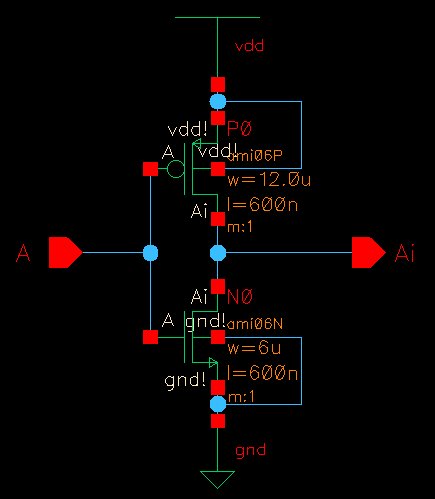 vdd
vdd!
P0
A
vdd!
ami06P
w=12.0u
Ai
l=600n
m:1
A
Ai
Ai
N0
A
gnd!
ami06N
w=6u
gnd!
l=600n
m:1
gnd